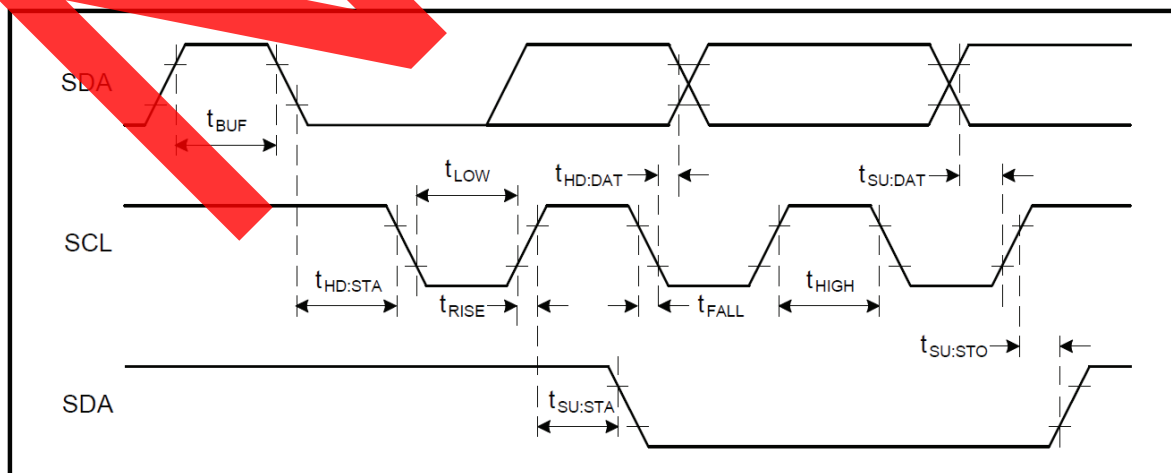 SDA
tBUF
tLOW
tHD:DAT
tSU:DAT
SCL
tHD:STA
tRISE
tFALL
tHIGH
tSU:STO
SDA
tSU:STA